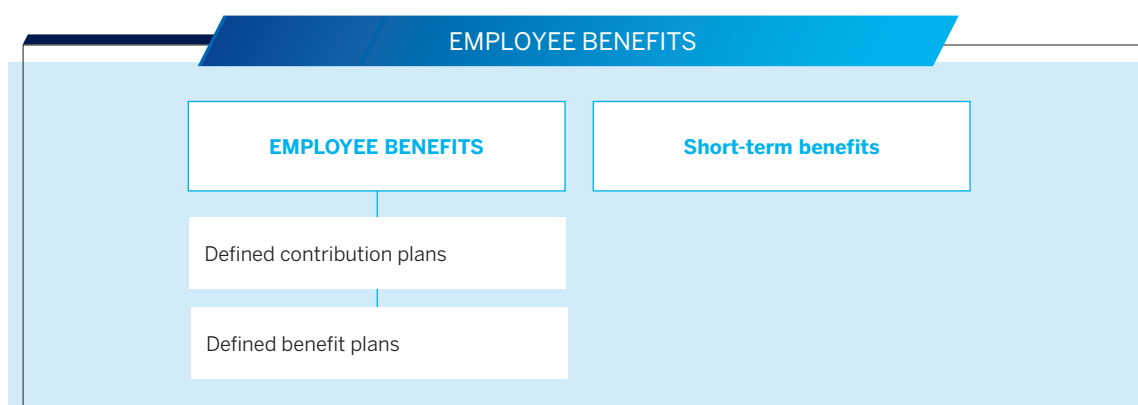 EMPLOYEE BENEFITS
EMPLOYEE BENEFITS
Short-term benefits
Defined contribution plans
Defined benefit plans